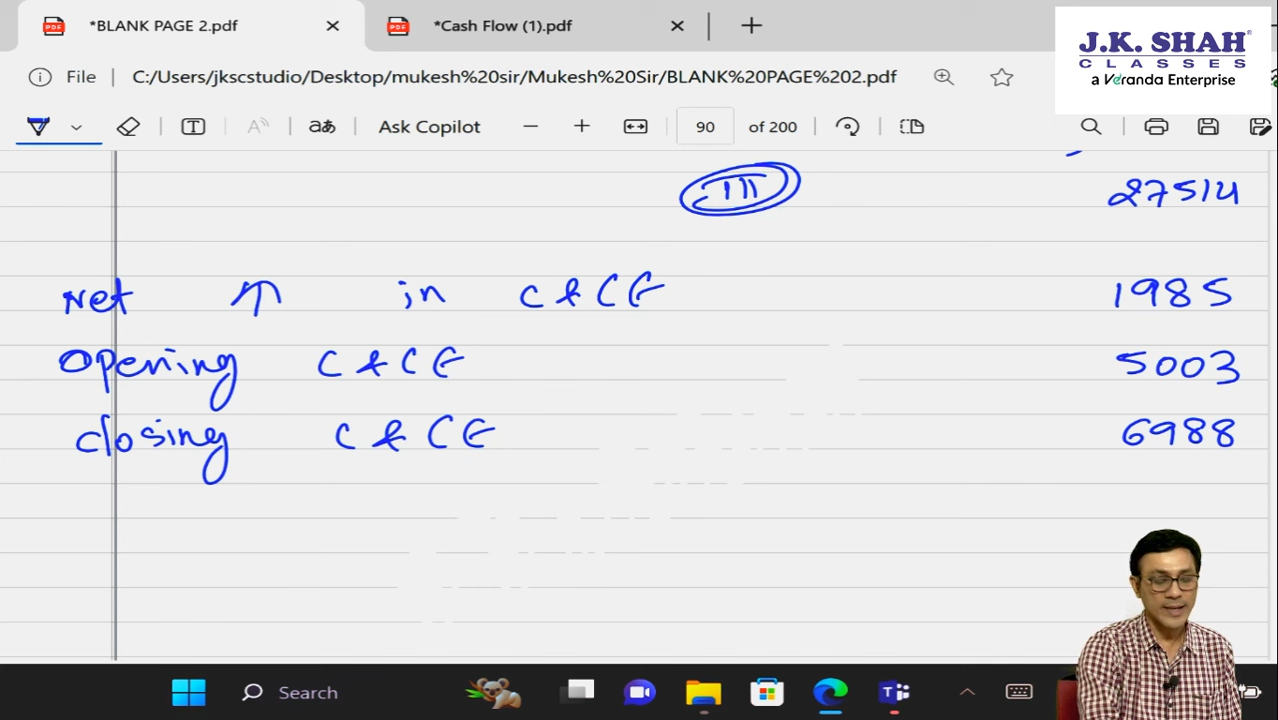 *BLANK PAGE 2.pdf
*Cash Flow (1).pdf
J.K. SHAH®
CLASSES
a Veranda Enterprise
File C:/Users/jkscstudio/Desktop/mukesh%20sir/Mukesh%20Sir/BLANK%20PAGE%202.pdf
Ask Copilot 90 of 200
III 27514
Net ↑ in C & CE 1985
Opening C & CE 5003
closing C & CE 6988
Search